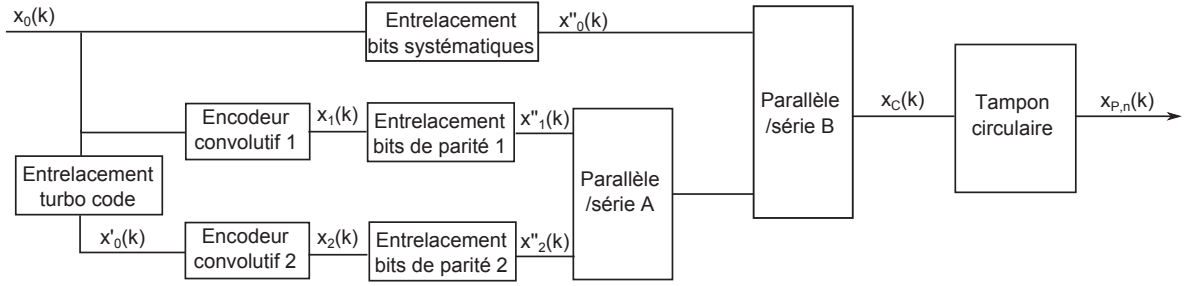 x0(k)
Entrelacement
bits systématiques
x"0(k)
Encodeur
convolutif 1
x1(k)
Entrelacement
bits de parité 1
x"1(k)
Entrelacement
turbo code
x'0(k)
Encodeur
convolutif 2
x2(k)
Entrelacement
bits de parité 2
x"2(k)
Parallèle
/série A
Parallèle
/série B
xC(k)
Tampon
circulaire
xP,n(k)